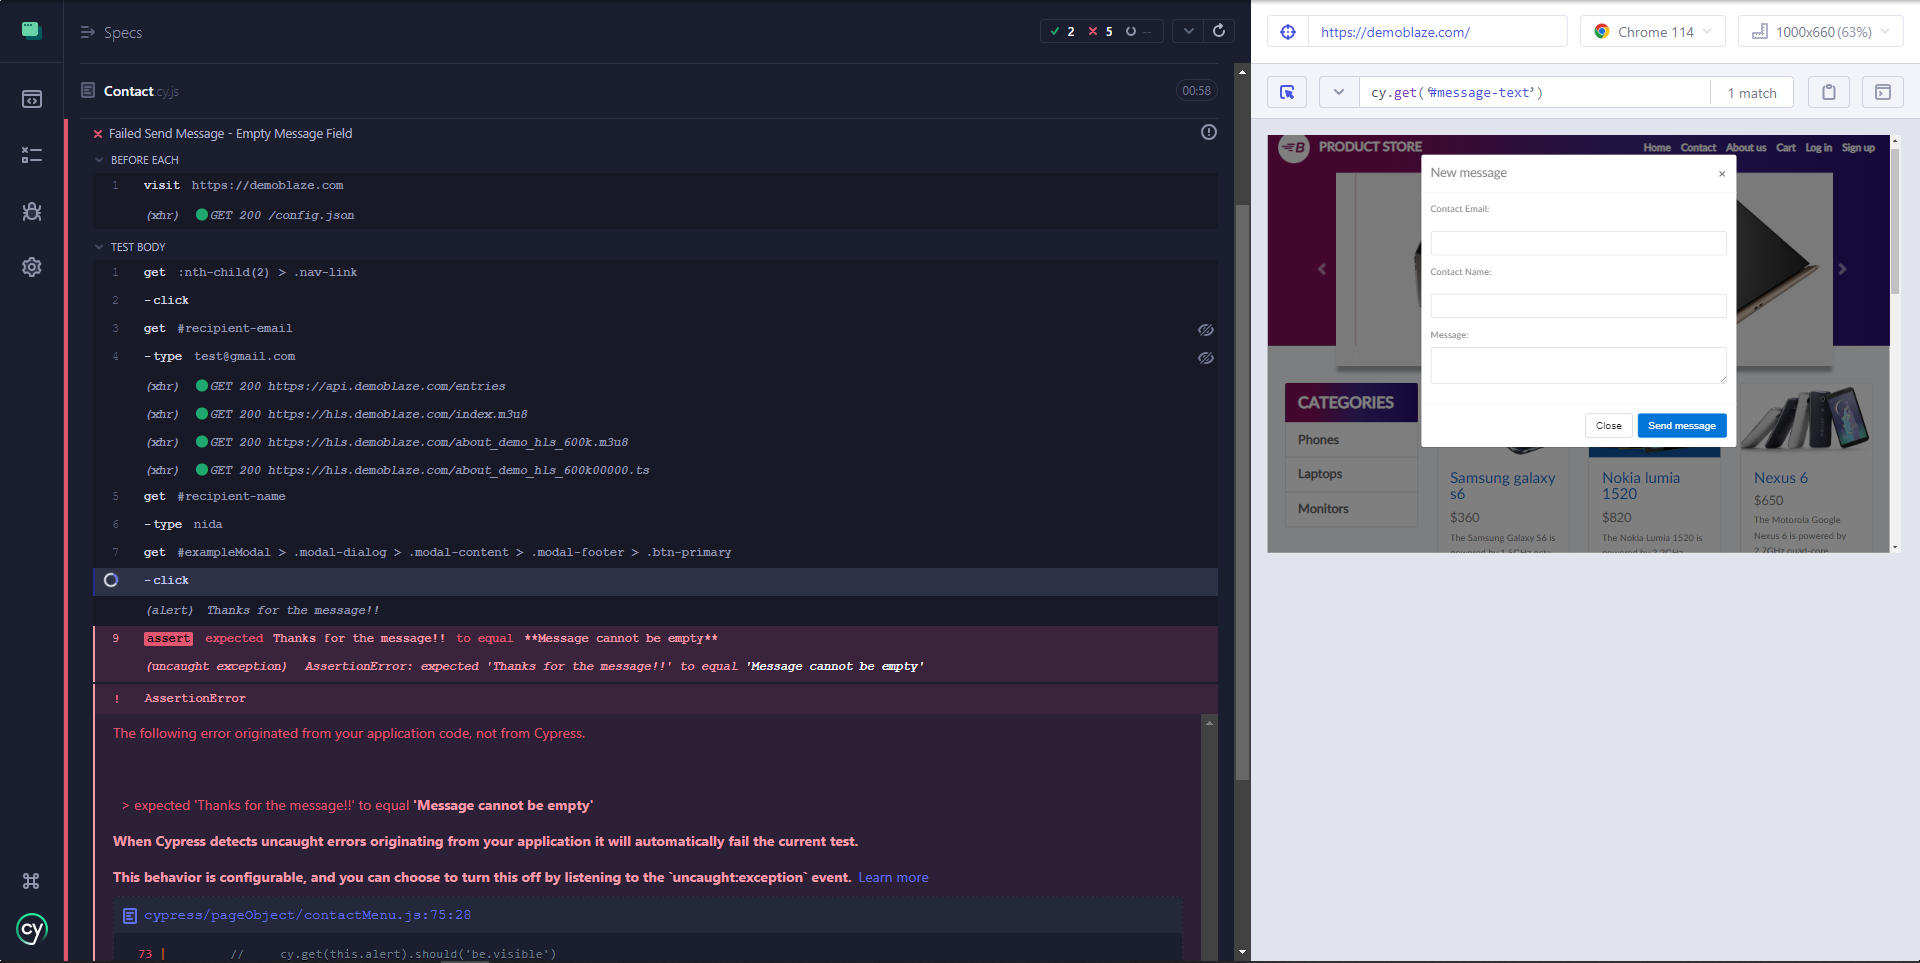 Specs
2 5 --
Contact.cy.js
00:58
Failed Send Message - Empty Message Field
BEFORE EACH
1 visit https://demoblaze.com
(xhr) GET 200 /config.json
TEST BODY
1 get :nth-child(2) > .nav-link
2 -click
3 get #recipient-email
4 -type test@gmail.com
(xhr) GET 200 https://api.demoblaze.com/entries
(xhr) GET 200 https://hls.demoblaze.com/index.m3u8
(xhr) GET 200 https://hls.demoblaze.com/about_demo_hls_600k.m3u8
(xhr) GET 200 https://hls.demoblaze.com/about_demo_hls_600k00000.ts
5 get #recipient-name
6 -type nida
7 get #exampleModal > .modal-dialog > .modal-content > .modal-footer > .btn-primary
-click
(alert) Thanks for the message!!
9 assert expected Thanks for the message!! to equal **Message cannot be empty**
(uncaught exception) AssertionError: expected 'Thanks for the message!!' to equal 'Message cannot be empty'
! AssertionError
The following error originated from your application code, not from Cypress.
> expected 'Thanks for the message!!' to equal 'Message cannot be empty'
When Cypress detects uncaught errors originating from your application it will automatically fail the current test.
This behavior is configurable, and you can choose to turn this off by listening to the `uncaught:exception` event. Learn more
cypress/pageObject/contactMenu.js:75:28
73 | // cy.get(this.alert).should('be.visible')
cy
https://demoblaze.com/
Chrome 114
1000x660 (63%)
cy.get('#message-text')
1 match
PRODUCT STORE
Home Contact About us Cart Log in Sign up
New message ×
Contact Email:
Contact Name:
Message:
Close Send message
CATEGORIES
Phones
Laptops
Monitors
Samsung galaxy s6
$360
The Samsung Galaxy S6 is
powered by 1.5GHz octa
Nokia lumia 1520
$820
The Nokia Lumia 1520 is
powered by 2.2GHz
Nexus 6
$650
The Motorola Google
Nexus 6 is powered by
2.7GHz quad-core